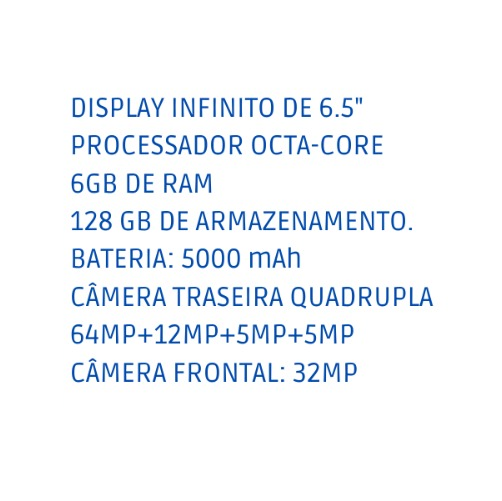 DISPLAY INFINITO DE 6.5"
PROCESSADOR OCTA-CORE
6GB DE RAM
128 GB DE ARMAZENAMENTO.
BATERIA: 5000 mAh
CÂMERA TRASEIRA QUADRUPLA
64MP+12MP+5MP+5MP
CÂMERA FRONTAL: 32MP